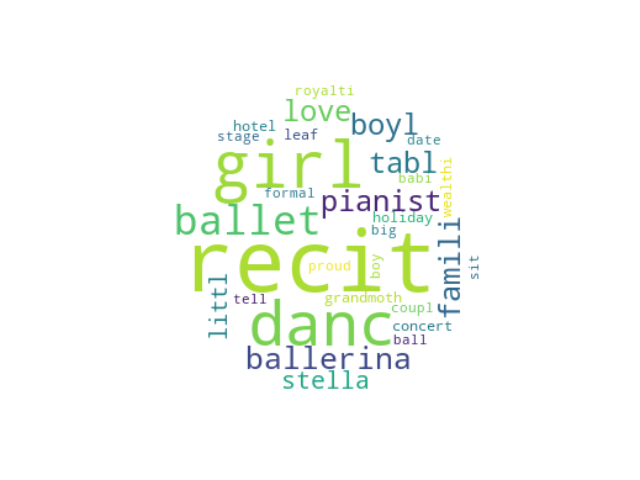 royalti
love
boyl
hotel
stage
leaf
date
girl
tabl
babi
wealthi
formal
pianist
ballet
holiday
big
famili
recit
proud
boy
sit
littl
tell
grandmoth
danc
coupl
concert
ball
ballerina
stella